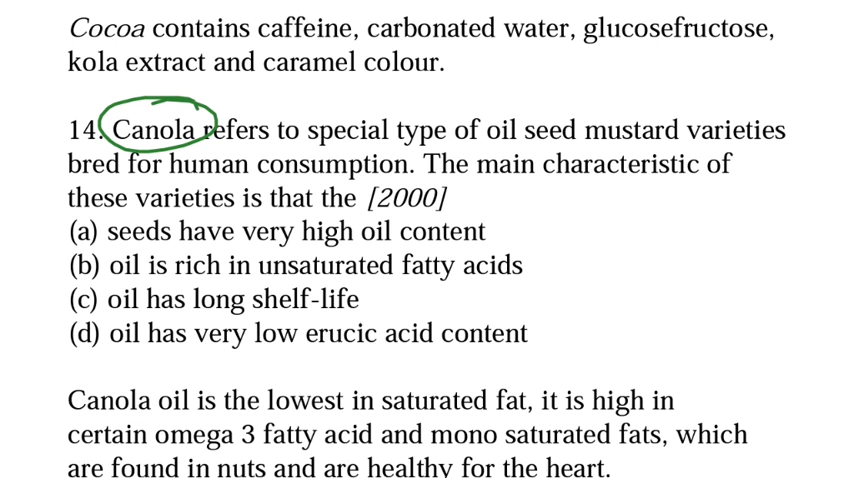 Cocoa contains caffeine, carbonated water, glucosefructose,
kola extract and caramel colour.
14. Canola refers to special type of oil seed mustard varieties
bred for human consumption. The main characteristic of
these varieties is that the [2000]
(a) seeds have very high oil content
(b) oil is rich in unsaturated fatty acids
(c) oil has long shelf-life
(d) oil has very low erucic acid content
Canola oil is the lowest in saturated fat, it is high in
certain omega 3 fatty acid and mono saturated fats, which
are found in nuts and are healthy for the heart.